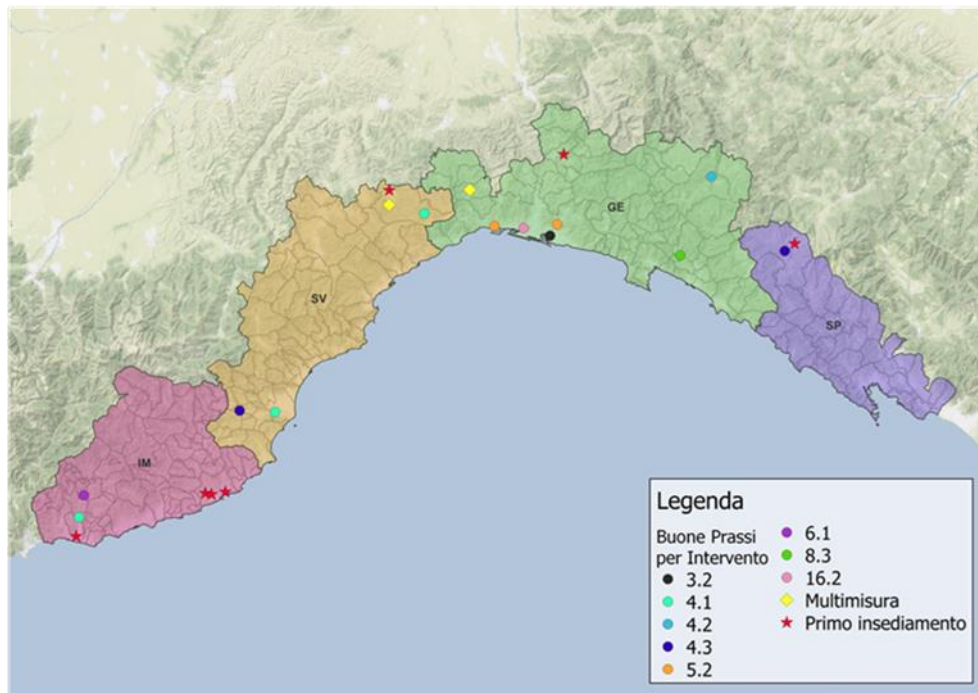 GE
SV
SP
IM
Legenda
Buone Prassi
per Intervento
3.2
4.1
4.2
4.3
5.2
6.1
8.3
16.2
Multimisura
Primo insediamento